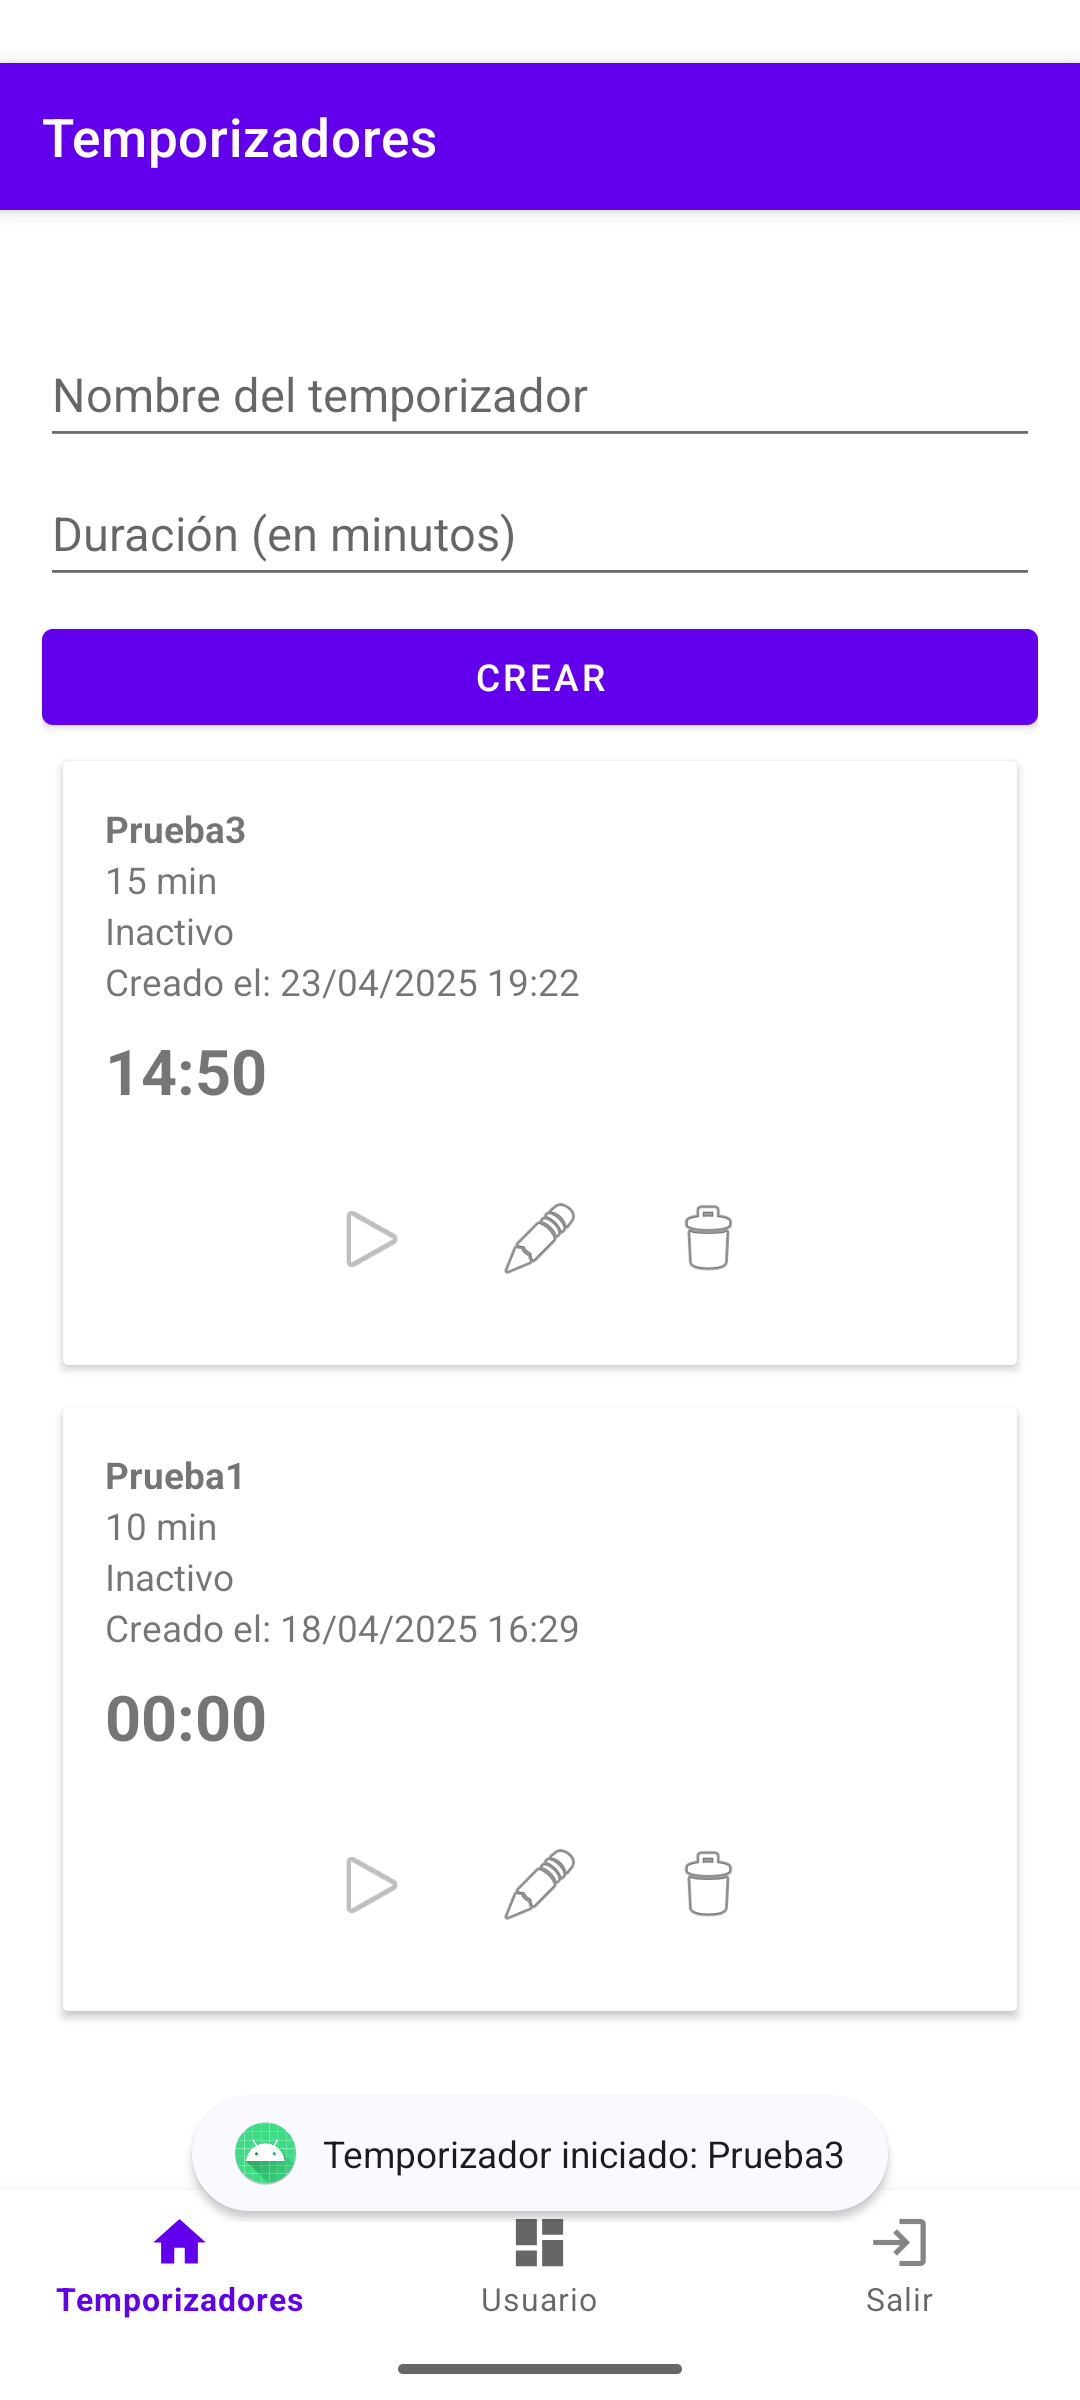 Temporizadores
Nombre del temporizador
Duración (en minutos)
CREAR
Prueba3
15 min
Inactivo
Creado el: 23/04/2025 19:22
14:50
Prueba1
10 min
Inactivo
Creado el: 18/04/2025 16:29
00:00
Temporizador iniciado: Prueba3
Temporizadores
Usuario
Salir